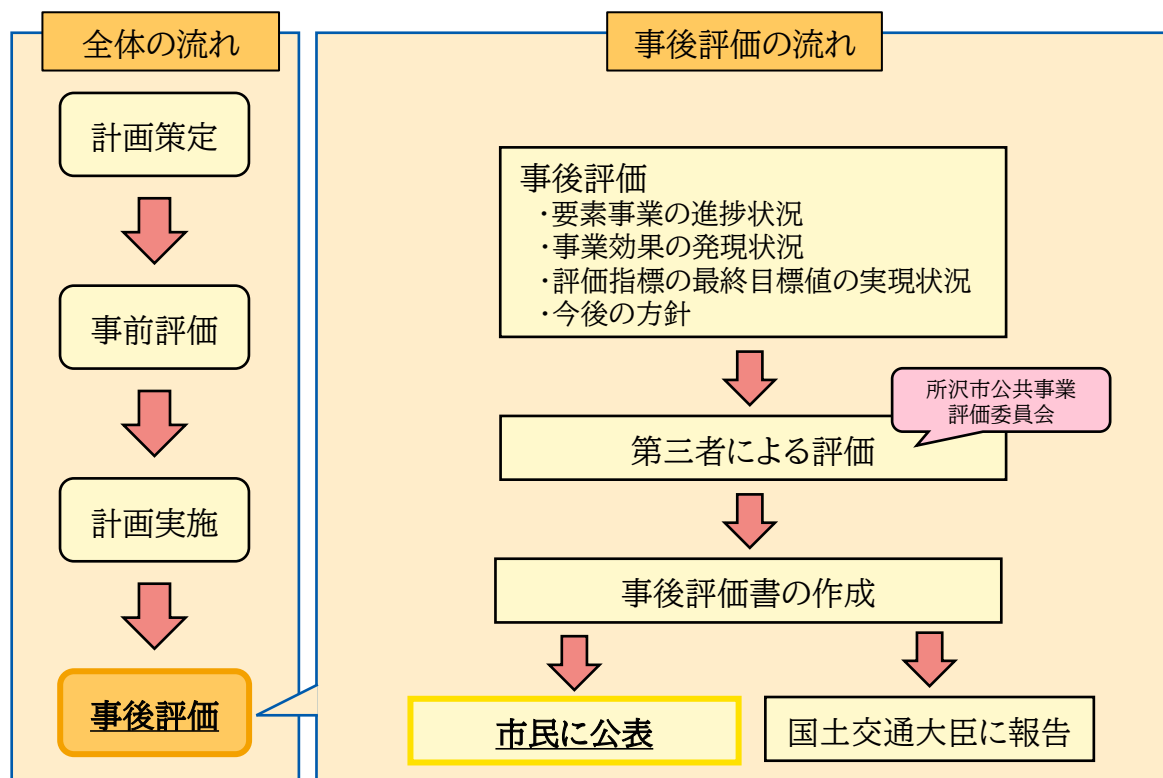 全体の流れ
計画策定
事前評価
計画実施
事後評価
事後評価の流れ
事後評価
・要素事業の進捗状況
・事業効果の発現状況
・評価指標の最終目標値の実現状況
・今後の方針
所沢市公共事業
評価委員会
第三者による評価
事後評価書の作成
市民に公表
国土交通大臣に報告